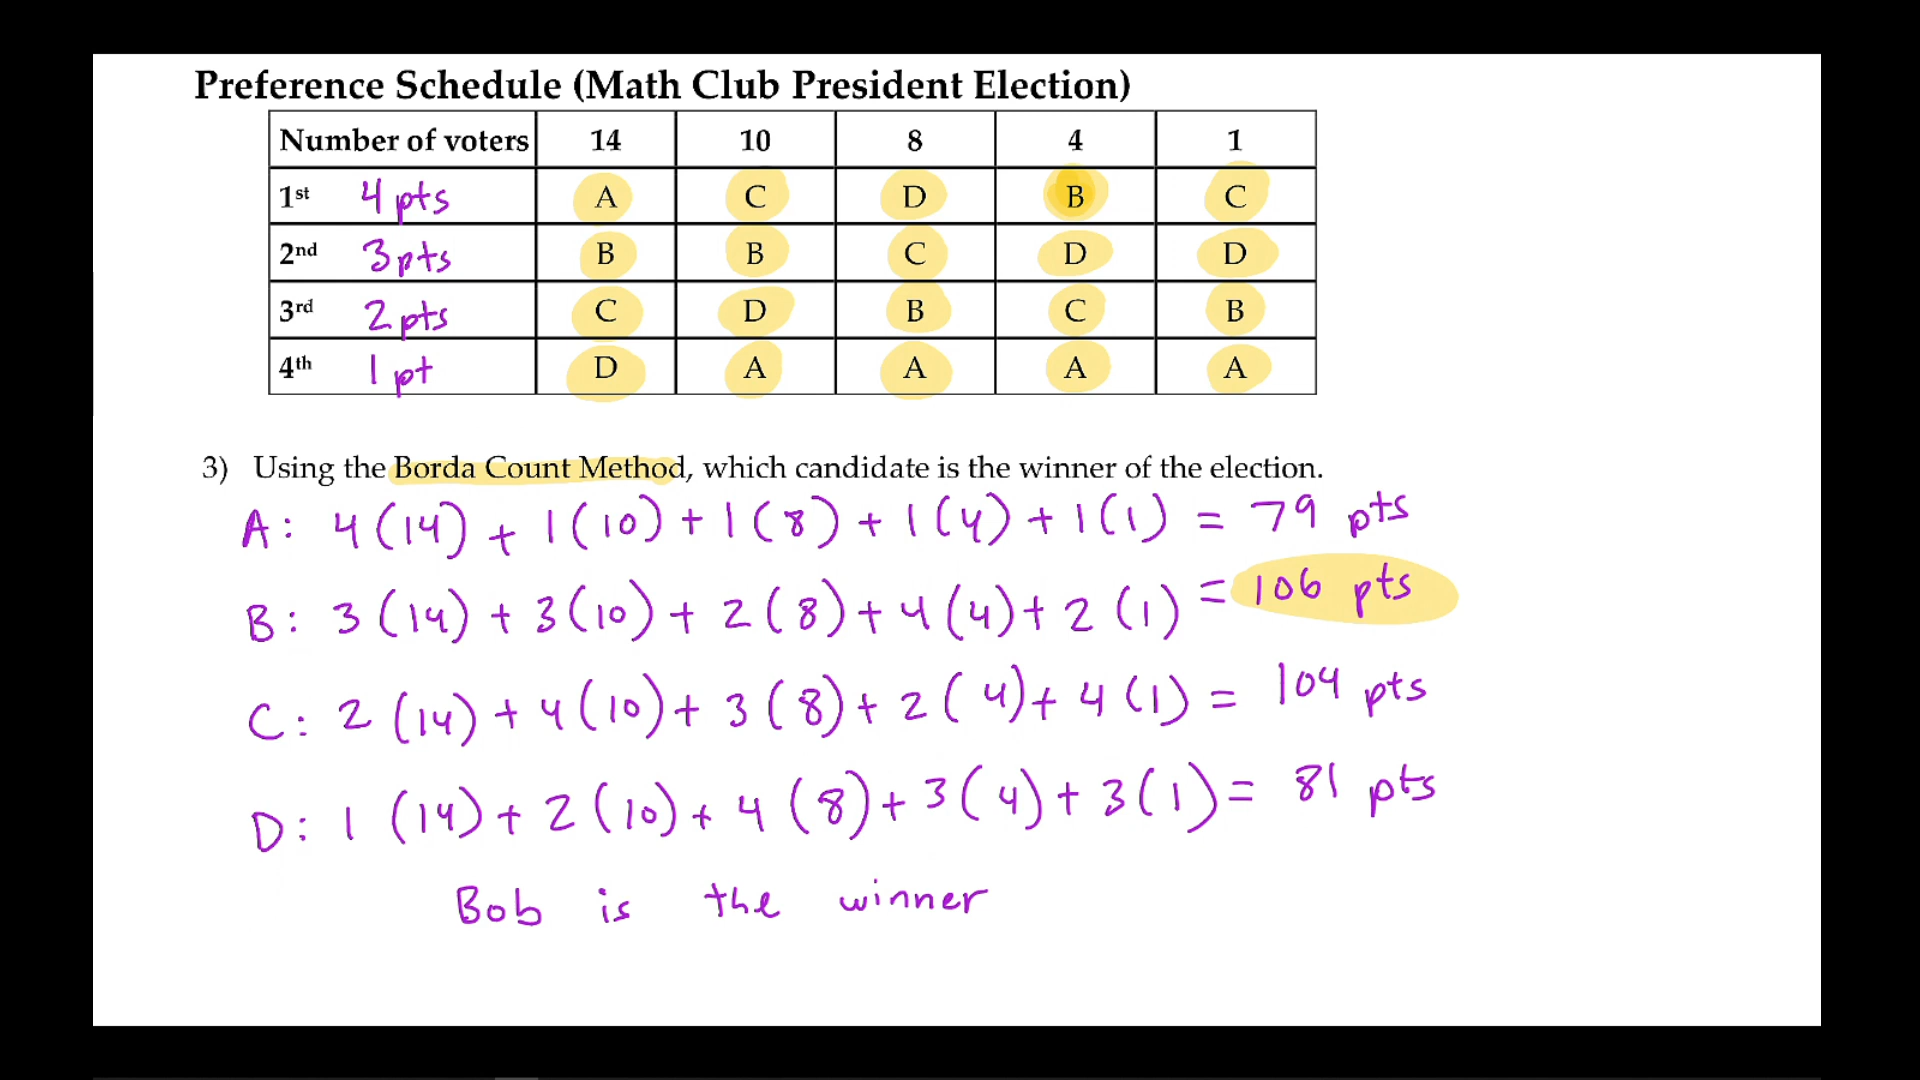 Preference Schedule (Math Club President Election)
Number of voters 14 10 8 4 1
1st 4 pts A C D B C
2nd 3 pts B B C D D
3rd 2 pts C D B C B
4th 1 pt D A A A A
3) Using the Borda Count Method, which candidate is the winner of the election.
A: 4(14) + 1(10) + 1(8) + 1(4) + 1(1) = 79 pts
B: 3(14) + 3(10) + 2(8) + 4(4) + 2(1) = 106 pts
C: 2(14) + 4(10) + 3(8) + 2(4) + 4(1) = 104 pts
D: 1(14) + 2(10) + 4(8) + 3(4) + 3(1) = 81 pts
Bob is the winner